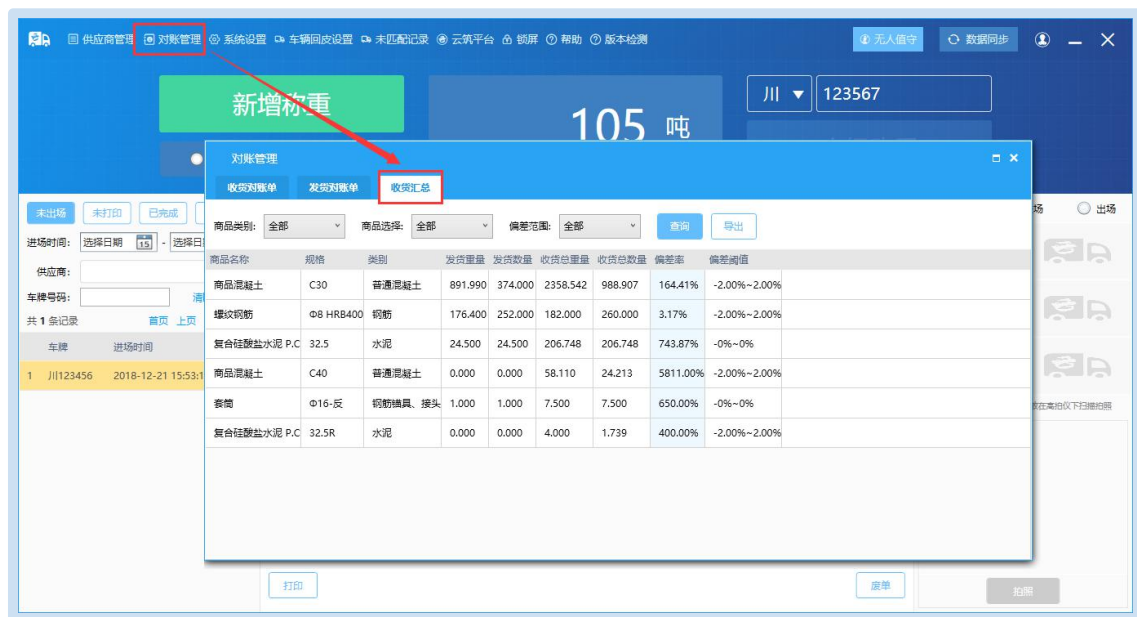 供应商管理 对账管理 系统设置 车辆回皮设置 未匹配记录 云筑平台 锁屏 帮助 版本检测 无人值守 数据同步
新增称重
105 吨
川 123567
对账管理
收货对账单 发货对账单 收货汇总
未出场 未打印 已完成
场 出场
商品类别: 全部 商品选择: 全部 偏差范围: 全部 查询 导出
进场时间: 选择日期 15 - 选择日
供应商:
车牌号码: 清
共 1 条记录 首页 上页
车牌 进场时间
1 川123456 2018-12-21 15:53:1
商品名称 规格 类别 发货重量 发货数量 收货总重量 收货总数量 偏差率 偏差阈值
商品混凝土 C30 普通混凝土 891.990 374.000 2358.542 988.907 164.41% -2.00%~2.00%
螺纹钢筋 Φ8 HRB400 钢筋 176.400 252.000 182.000 260.000 3.17% -2.00%~2.00%
复合硅酸盐水泥 P.C 32.5 水泥 24.500 24.500 206.748 206.748 743.87% -0%~0%
商品混凝土 C40 普通混凝土 0.000 0.000 58.110 24.213 5811.00% -2.00%~2.00%
套筒 Φ16-反 钢筋锚具、接头 1.000 1.000 7.500 7.500 650.00% -0%~0%
复合硅酸盐水泥 P.C 32.5R 水泥 0.000 0.000 4.000 1.739 400.00% -2.00%~2.00%
在高拍仪下扫描拍照
打印 废单
拍照